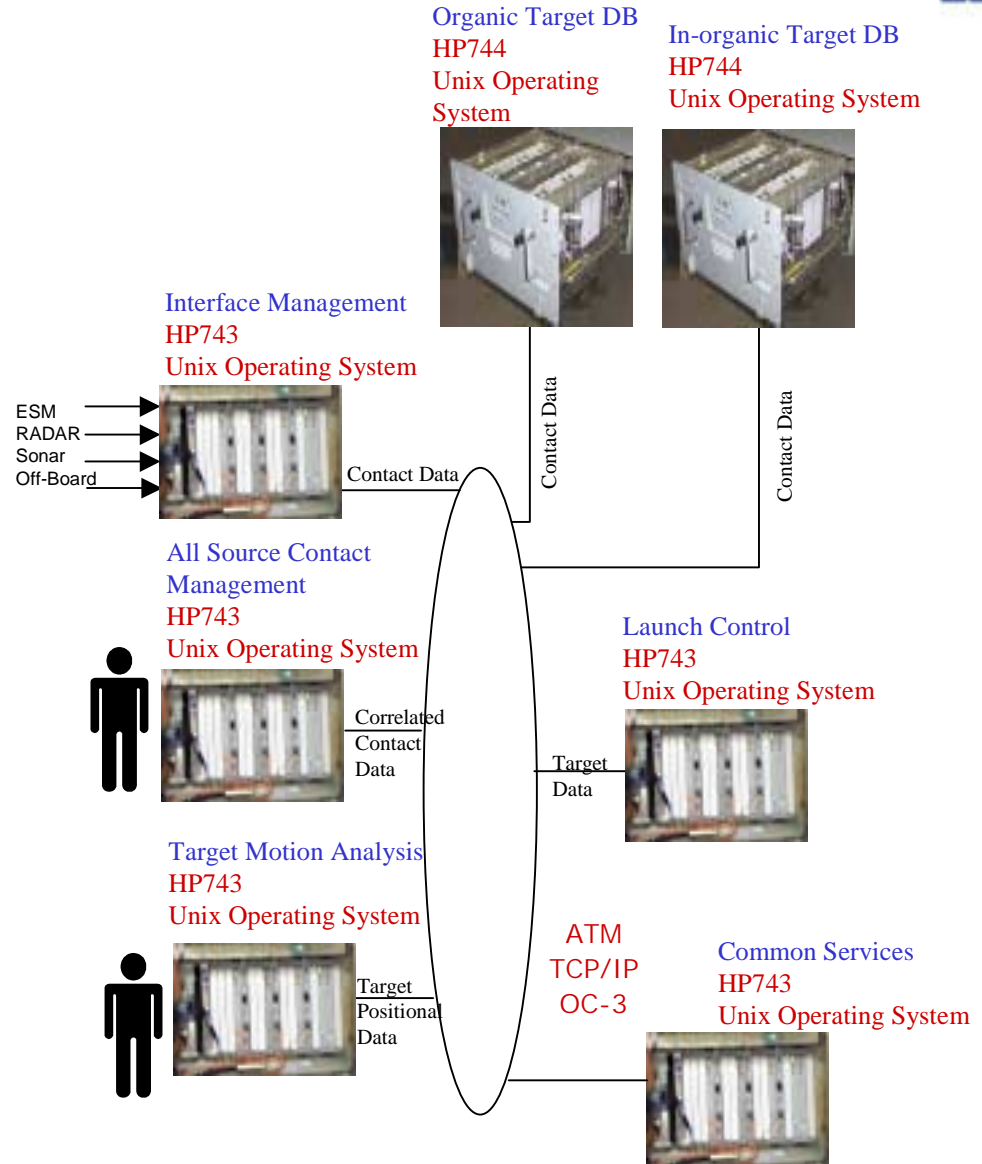 Organic Target DB
HP744
Unix Operating
System
In-organic Target DB
HP744
Unix Operating System
Interface Management
HP743
Unix Operating System
ESM
RADAR
Sonar
Off-Board
Contact Data
Contact Data
Contact Data
All Source Contact
Management
HP743
Unix Operating System
Correlated
Contact
Data
Launch Control
HP743
Unix Operating System
Target
Data
Target Motion Analysis
HP743
Unix Operating System
Target
Positional
Data
ATM
TCP/IP
OC-3
Common Services
HP743
Unix Operating System